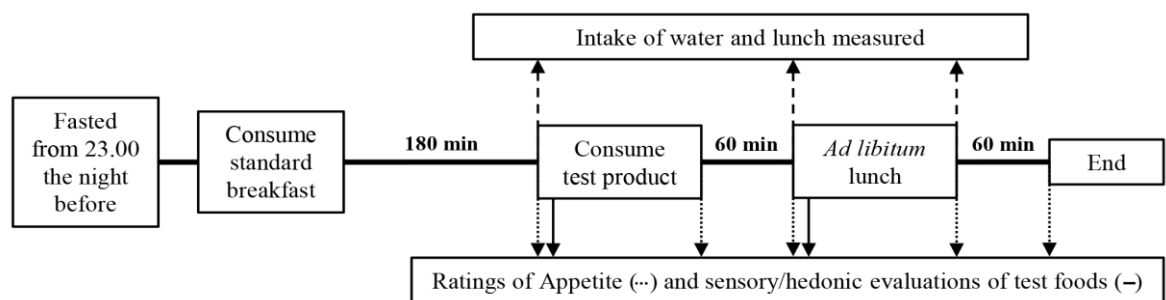 Intake of water and lunch measured
Fasted
from 23.00
the night
before
Consume
standard
breakfast
180 min
Consume
test product
60 min
Ad libitum
lunch
60 min
End
Ratings of Appetite (···) and sensory/hedonic evaluations of test foods (–)